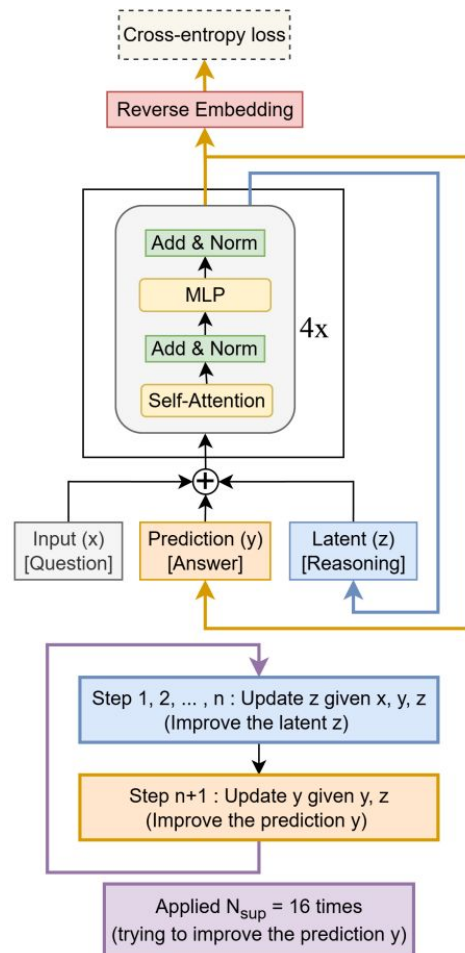 Cross-entropy loss
Reverse Embedding
Add & Norm
MLP
4x
Add & Norm
Self-Attention
+
Input (x)
[Question]
Prediction (y)
[Answer]
Latent (z)
[Reasoning]
Step 1, 2, ... , n : Update z given x, y, z
(Improve the latent z)
Step n+1 : Update y given y, z
(Improve the prediction y)
Applied Nsup = 16 times
(trying to improve the prediction y)